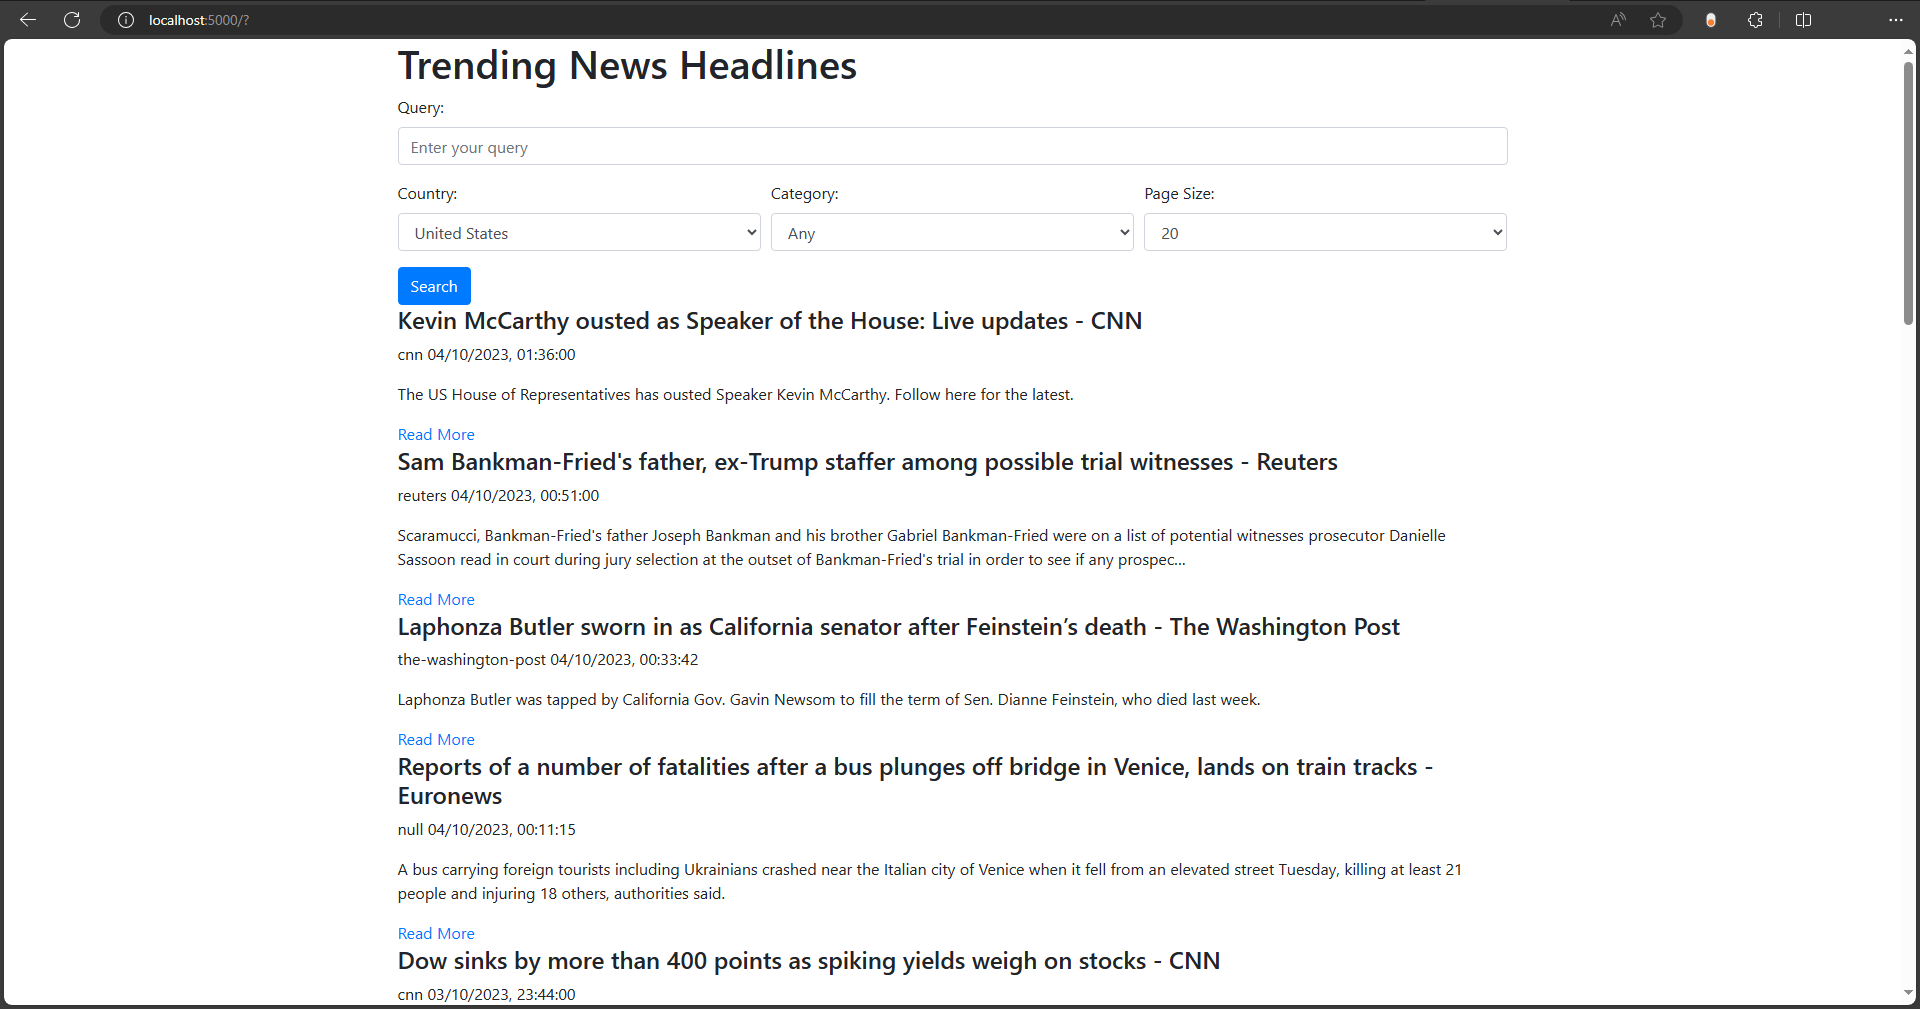 localhost:5000/?
Trending News Headlines
Query:
Enter your query
Country:
Category:
Page Size:
United States
Any
20
Search
Kevin McCarthy ousted as Speaker of the House: Live updates - CNN
cnn 04/10/2023, 01:36:00
The US House of Representatives has ousted Speaker Kevin McCarthy. Follow here for the latest.
Read More
Sam Bankman-Fried's father, ex-Trump staffer among possible trial witnesses - Reuters
reuters 04/10/2023, 00:51:00
Scaramucci, Bankman-Fried's father Joseph Bankman and his brother Gabriel Bankman-Fried were on a list of potential witnesses prosecutor Danielle
Sassoon read in court during jury selection at the outset of Bankman-Fried's trial in order to see if any prospec...
Read More
Laphonza Butler sworn in as California senator after Feinstein’s death - The Washington Post
the-washington-post 04/10/2023, 00:33:42
Laphonza Butler was tapped by California Gov. Gavin Newsom to fill the term of Sen. Dianne Feinstein, who died last week.
Read More
Reports of a number of fatalities after a bus plunges off bridge in Venice, lands on train tracks -
Euronews
null 04/10/2023, 00:11:15
A bus carrying foreign tourists including Ukrainians crashed near the Italian city of Venice when it fell from an elevated street Tuesday, killing at least 21
people and injuring 18 others, authorities said.
Read More
Dow sinks by more than 400 points as spiking yields weigh on stocks - CNN
cnn 03/10/2023, 23:44:00